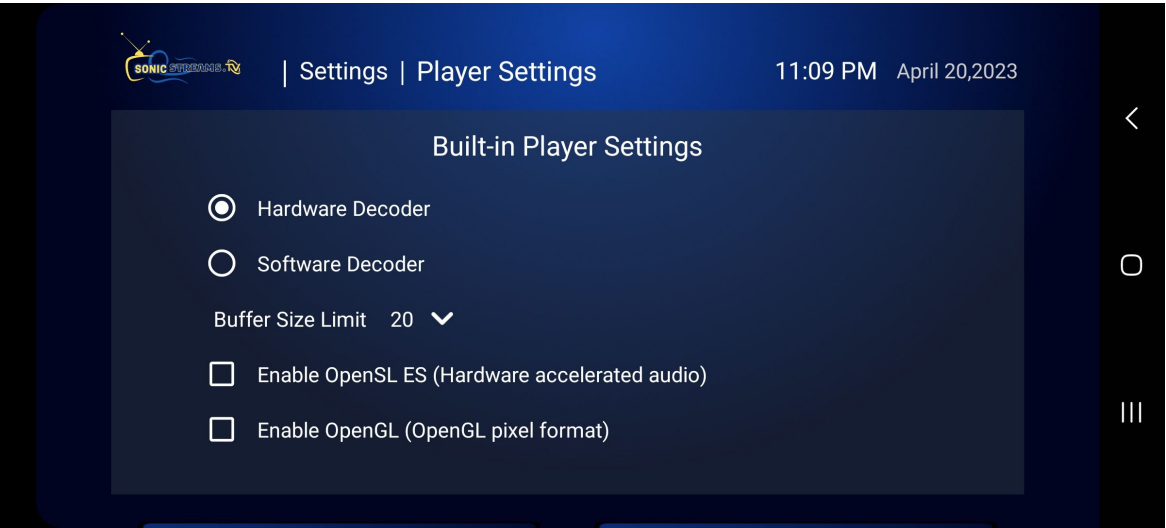 SONIC STREAMS.TV
| Settings | Player Settings
11:09 PM April 20,2023
Built-in Player Settings
Hardware Decoder
Software Decoder
Buffer Size Limit 20
Enable OpenSL ES (Hardware accelerated audio)
Enable OpenGL (OpenGL pixel format)